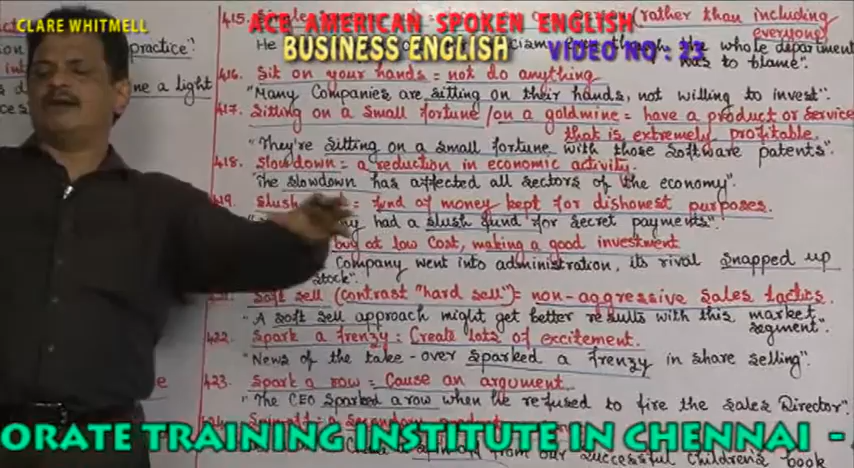 CLARE WHITMELL
ACE AMERICAN SPOKEN ENGLISH
BUSINESS ENGLISH VIDEO NO : 23
practice".
a light
415. Single (rather than including everyone)
He the whole department was to blame".
416. Sit on your hands = not do anything
"Many Companies are sitting on their hands, not willing to invest".
417. Sitting on a small fortune / on a goldmine = have a product or service that is extremely profitable.
"They're sitting on a small fortune with those software patents".
418. slowdown = a reduction in economic activity
"The slowdown has affected all sectors of the economy".
419. slush = fund of money kept for dishonest purposes
had a slush fund for secret payments".
buy at low cost, making a good investment
Company went into administration, its rival snapped up stock".
soft sell (contrast "hard sell") = non-aggressive sales tactics.
"A soft sell approach might get better results with this market segment".
422. Spark a frenzy : Create lots of excitement.
"News of the take-over sparked a frenzy in share selling".
423. Spark a row = Cause an argument
"The CEO sparked a row when he refused to fire the sales Director".
a secondary
from our successful children's book
ORATE TRAINING INSTITUTE IN CHENNAI -